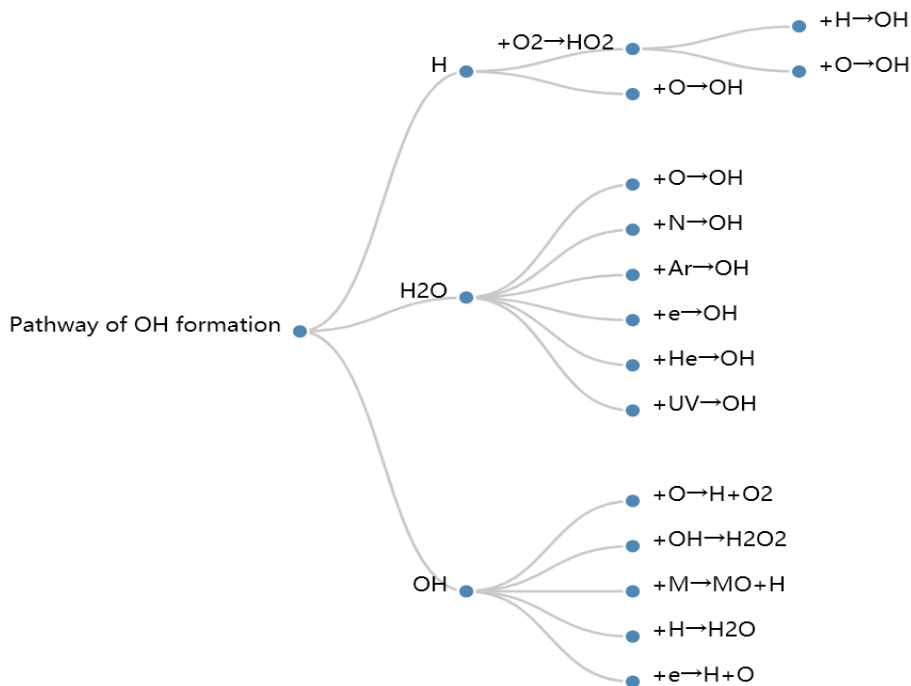 +H→OH
+O2→HO2
+O→OH
H
+O→OH
+O→OH
+N→OH
+Ar→OH
H2O
+e→OH
Pathway of OH formation
+He→OH
+UV→OH
+O→H+O2
+OH→H2O2
OH
+M→MO+H
+H→H2O
+e→H+O